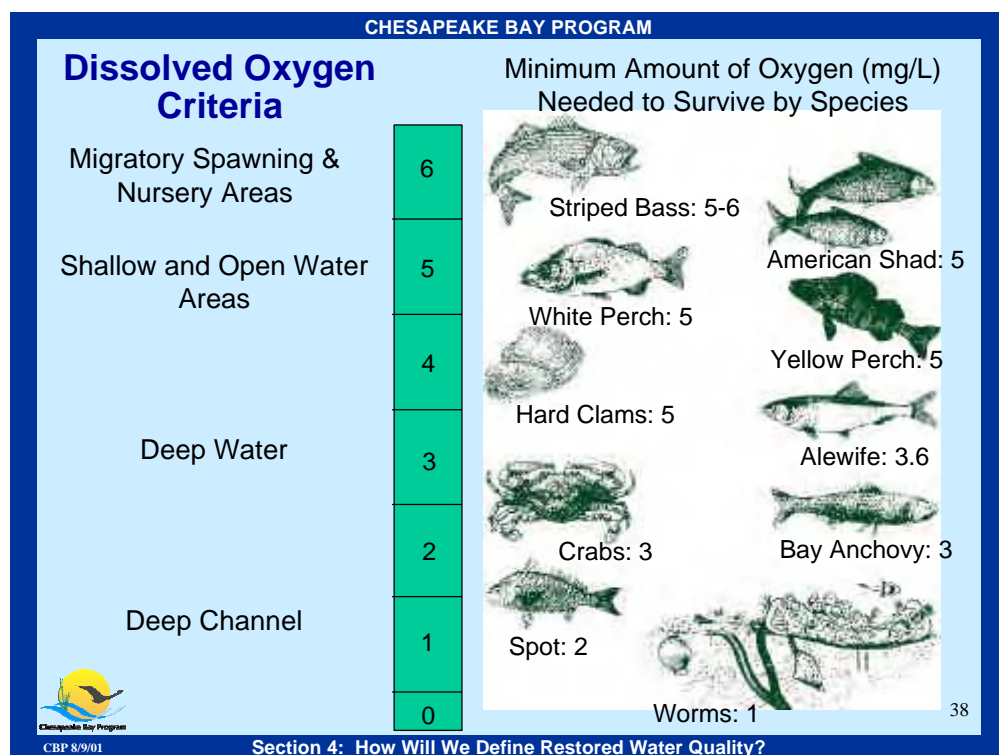 CHESAPEAKE BAY PROGRAM
Dissolved Oxygen
Criteria
Minimum Amount of Oxygen (mg/L)
Needed to Survive by Species
Migratory Spawning &
Nursery Areas
Shallow and Open Water
Areas
Deep Water
Deep Channel
6
5
4
3
2
1
0
Striped Bass: 5-6
American Shad: 5
White Perch: 5
Yellow Perch: 5
Hard Clams: 5
Alewife: 3.6
Crabs: 3
Bay Anchovy: 3
Spot: 2
Worms: 1
Chesapeake Bay Program
38
CBP 8/9/01
Section 4: How Will We Define Restored Water Quality?